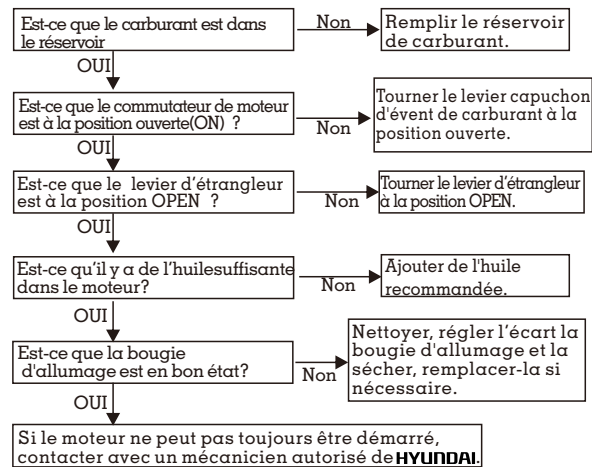 Est-ce que le carburant est dans
le réservoir
Non
Remplir le réservoir
de carburant.
OUI
Est-ce que le commutateur de moteur
est à la position ouverte(ON) ?
Non
Tourner le levier capuchon
d'évent de carburant à la
position ouverte.
OUI
Est-ce que le levier d'étrangleur
est à la position OPEN ?
Non
Tourner le levier d'étrangleur
à la position OPEN.
OUI
Est-ce qu'il y a de l'huilesuffisante
dans le moteur?
Non
Ajouter de l'huile
recommandée.
OUI
Est-ce que la bougie
d'allumage est en bon état?
Non
Nettoyer, régler l'écart la
bougie d'allumage et la
sécher, remplacer-la si
nécessaire.
OUI
Si le moteur ne peut pas toujours être démarré,
contacter avec un mécanicien autorisé de HYUNDAI.